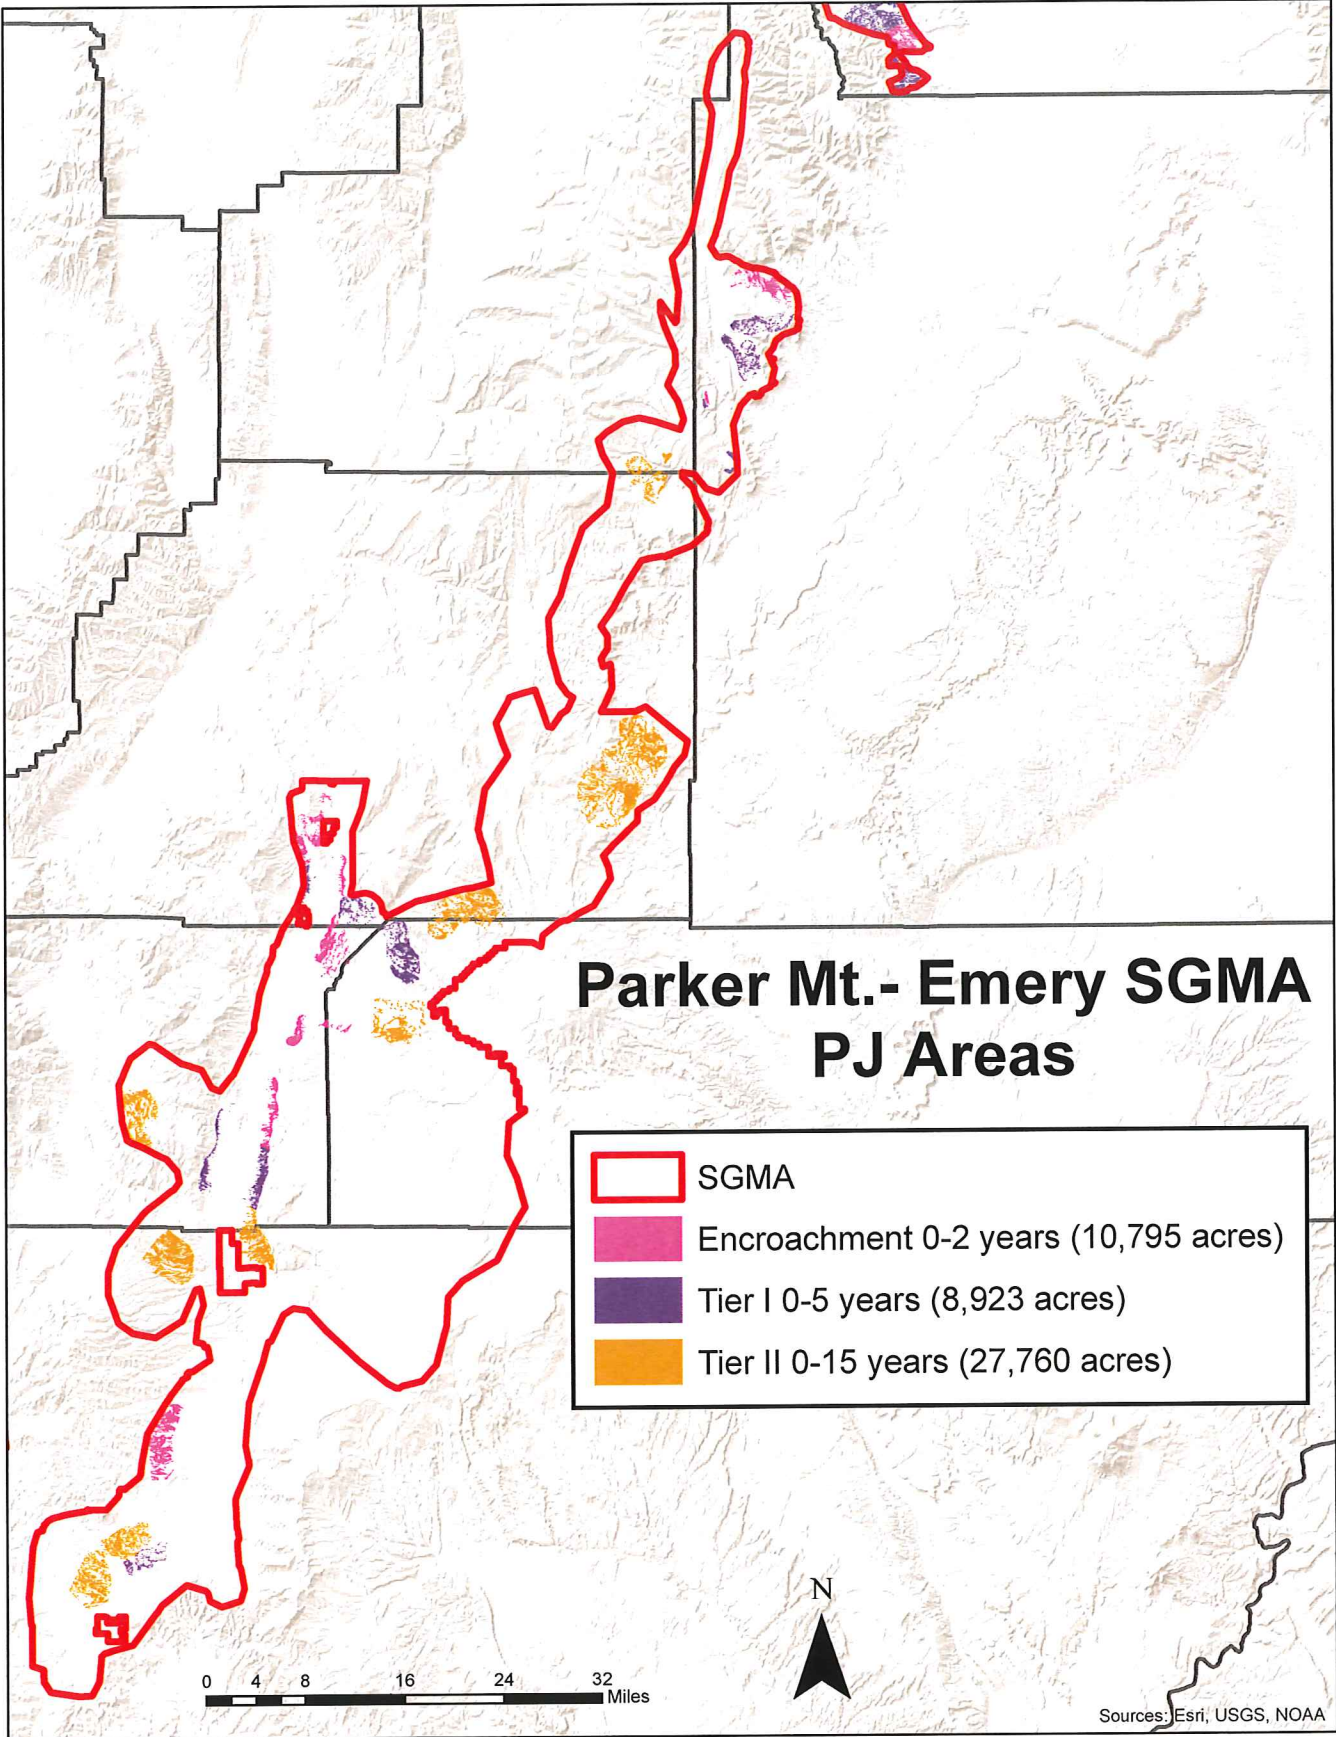 Parker Mt.- Emery SGMA
PJ Areas
SGMA
Encroachment 0-2 years (10,795 acres)
Tier I 0-5 years (8,923 acres)
Tier II 0-15 years (27,760 acres)
N
0 4 8 16 24 32
Miles
Sources: Esri, USGS, NOAA